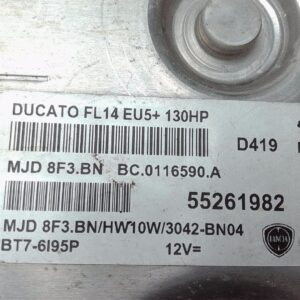 DUCATO FL14 EU5+ 130HP
D419
MJD 8F3.BN BC.0116590.A
55261982
MJD 8F3.BN/HW10W/3042-BN04
BT7-6I95P 12V=
LANCIA